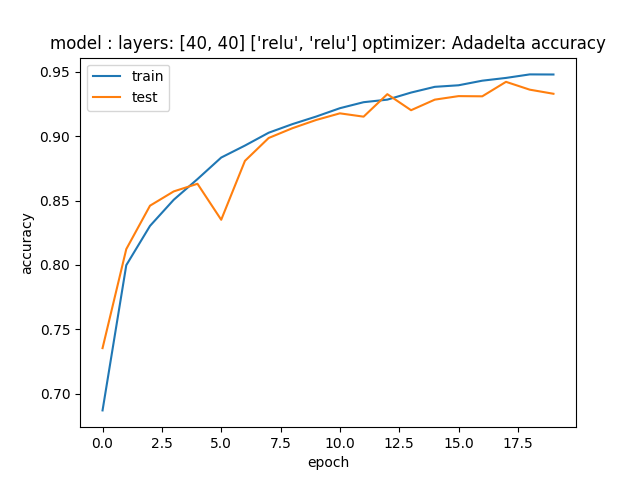 model : layers: [40, 40] ['relu', 'relu'] optimizer: Adadelta accuracy
train
test
0.95
0.90
0.85
0.80
0.75
0.70
accuracy
0.0 2.5 5.0 7.5 10.0 12.5 15.0 17.5
epoch